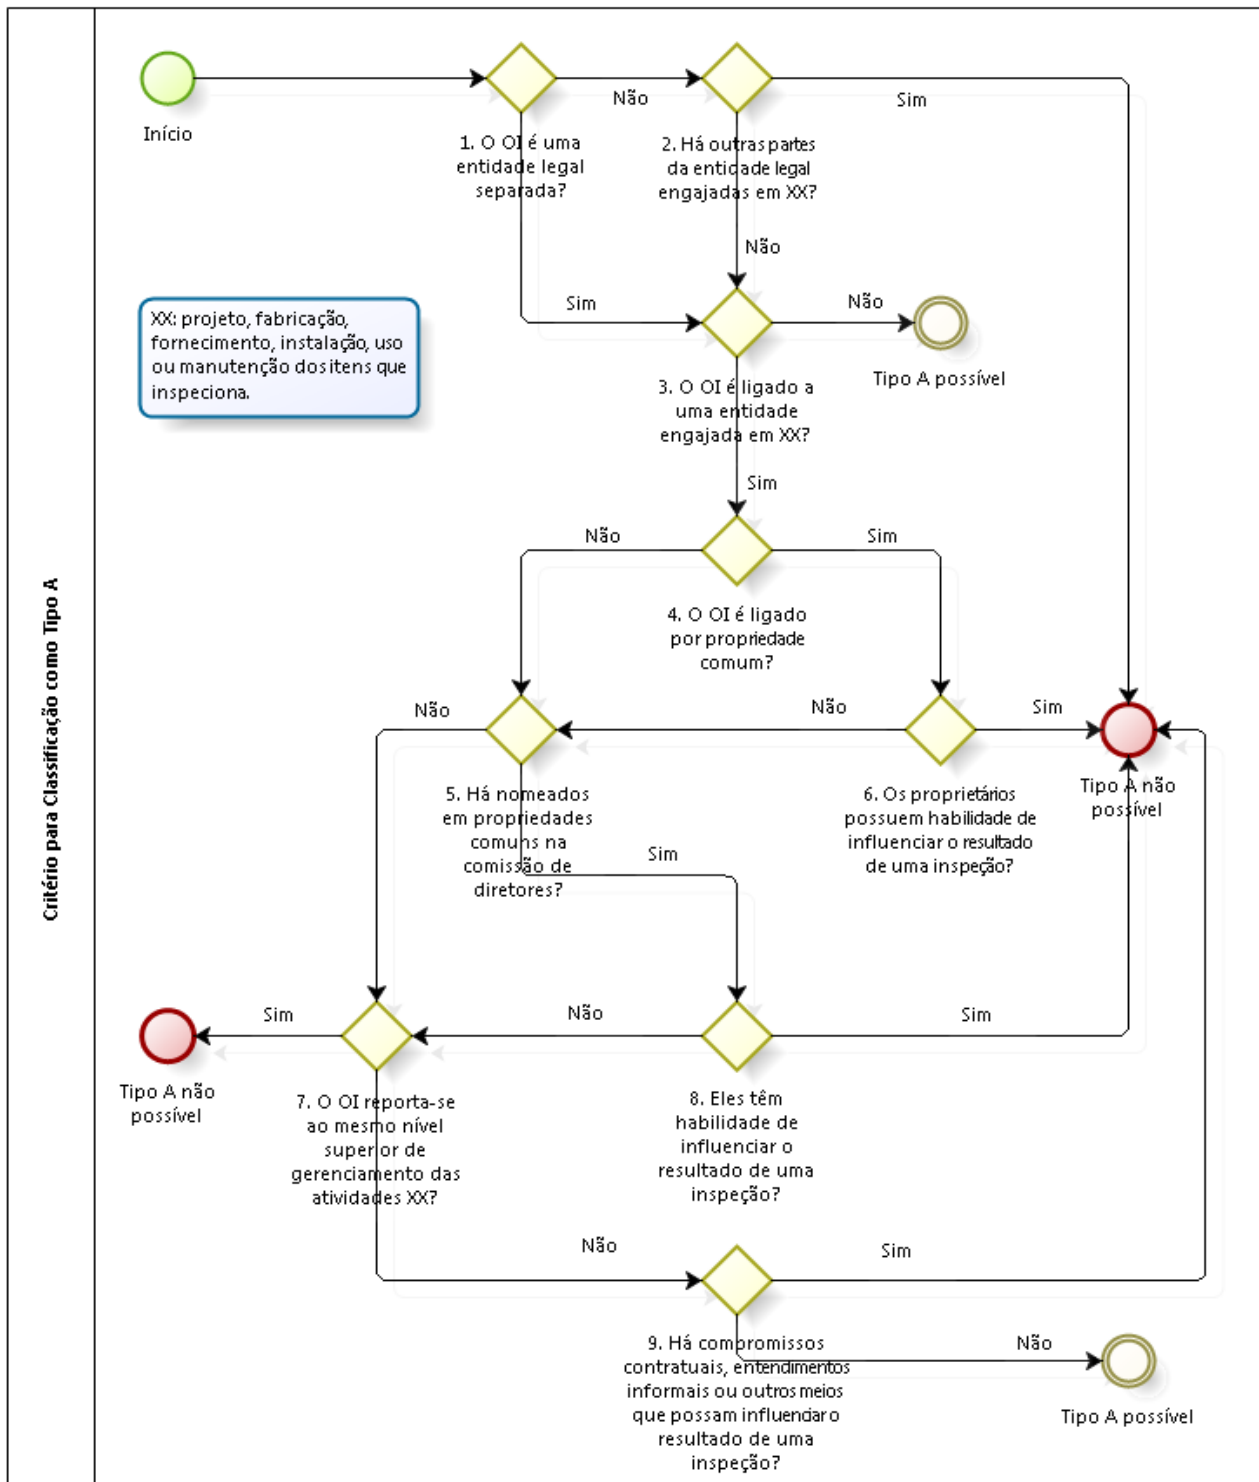 Critério para Classificação como Tipo A
Início
Não
Sim
1. O OI é uma
entidade legal
separada?
2. Há outras partes
da entidade legal
engajadas em XX?
Não
Sim
Não
XX: projeto, fabricação,
fornecimento, instalação, uso
ou manutenção dos itens que
inspeciona.
Tipo A possível
3. O OI é ligado a
uma entidade
engajada em XX?
Sim
Não
Sim
4. O OI é ligado
por propriedade
comum?
Não
Não
Sim
5. Há nomeados
em propriedades
comuns na
comissão de
diretores?
Sim
6. Os proprietários
possuem habilidade de
influenciar o resultado
de uma inspeção?
Tipo A não
possível
Sim
Não
Sim
Tipo A não
possível
7. O OI reporta-se
ao mesmo nível
superior de
gerenciamento das
atividades XX?
8. Eles têm
habilidade de
influenciar o
resultado de uma
inspeção?
Não
Sim
9. Há compromissos
contratuais, entendimentos
informais ou outros meios
que possam influenciar o
resultado de uma
inspeção?
Não
Tipo A possível